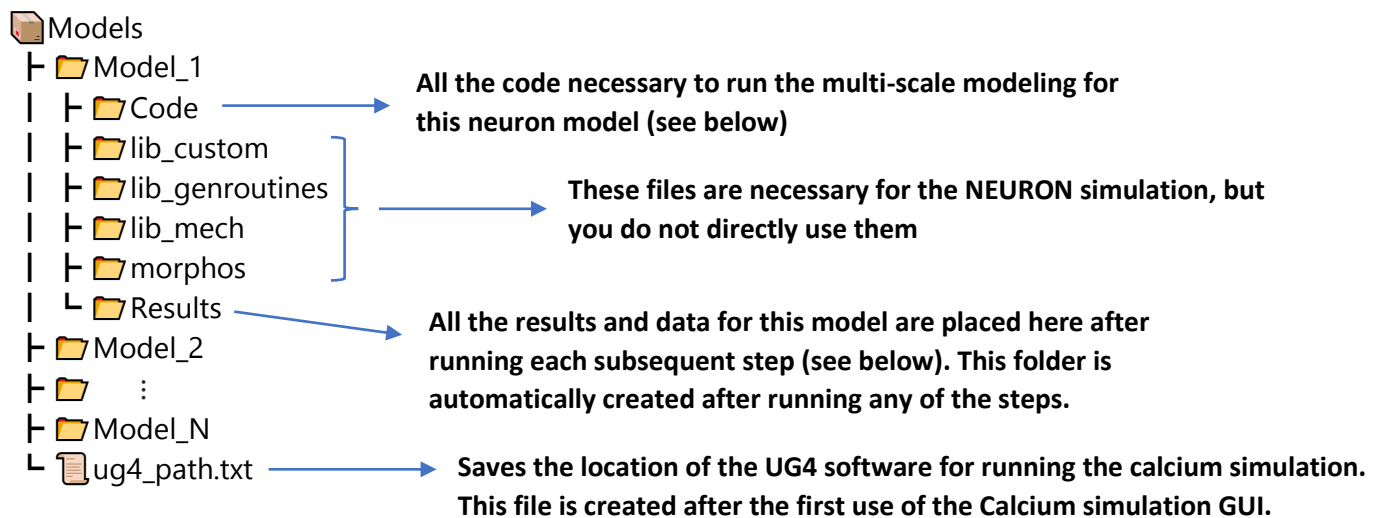 Models
Model_1
All the code necessary to run the multi-scale modeling for
Code
this neuron model (see below)
lib_custom
lib_genroutines
These files are necessary for the NEURON simulation, but
lib_mech
you do not directly use them
morphos
Results
All the results and data for this model are placed here after
Model_2
running each subsequent step (see below). This folder is
⋮
automatically created after running any of the steps.
Model_N
ug4_path.txt
Saves the location of the UG4 software for running the calcium simulation.
This file is created after the first use of the Calcium simulation GUI.